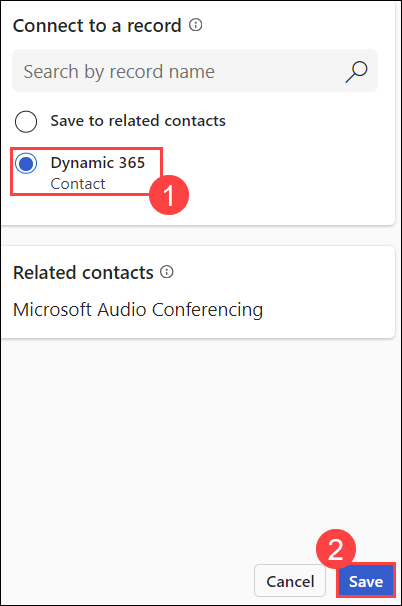 Connect to a record
Search by record name
Save to related contacts
Dynamic 365
Contact
1
Related contacts
Microsoft Audio Conferencing
2
Cancel Save